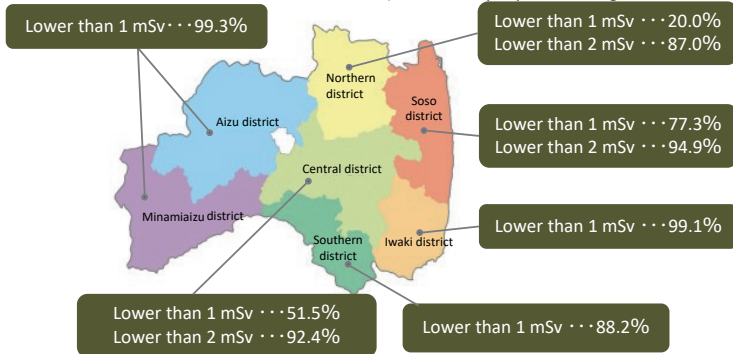 Lower than 1 mSv ･･･99.3%
Lower than 1 mSv ･･･20.0%
Lower than 2 mSv ･･･87.0%
Northern
district
Soso
district
Aizu district
Lower than 1 mSv ･･･77.3%
Lower than 2 mSv ･･･94.9%
Central district
Minamiaizu district
Southern
district
Iwaki district
Lower than 1 mSv ･･･99.1%
Lower than 1 mSv ･･･51.5%
Lower than 2 mSv ･･･92.4%
Lower than 1 mSv ･･･88.2%